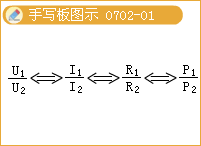 手写板图示 0702-01
U₁/U₂ ⟺ I₁/I₂ ⟺ R₁/R₂ ⟺ P₁/P₂